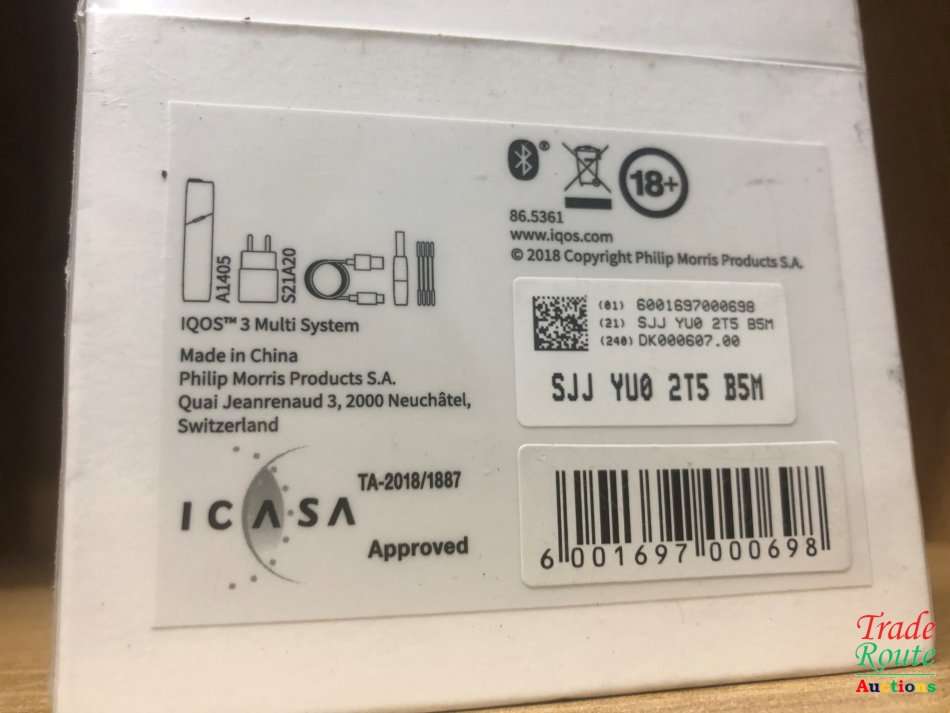 A1405
S21A20
IQOS™ 3 Multi System
Made in China
Philip Morris Products S.A.
Quai Jeanrenaud 3, 2000 Neuchâtel,
Switzerland
ICASA
TA-2018/1887
Approved
®
18+
86.5361
www.iqos.com
© 2018 Copyright Philip Morris Products S.A.
(01) 6001697000698
(21) SJJ YU0 2T5 B5M
(240) DK000607.00
SJJ YU0 2T5 B5M
6 001697 000698
Trade
Route
Auctions